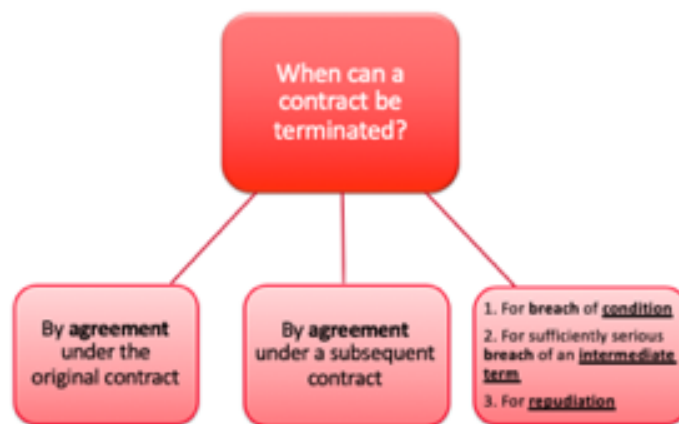 When can a
contract be
terminated?
By agreement
under the
original contract
By agreement
under a subsequent
contract
1. For breach of condition
2. For sufficiently serious
breach of an intermediate
term
3. For repudiation